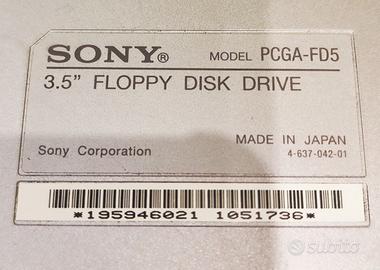 SONY® MODEL PCGA-FD5
3.5" FLOPPY DISK DRIVE
MADE IN JAPAN
Sony Corporation 4-637-042-01
*195946021 1051736*
subito